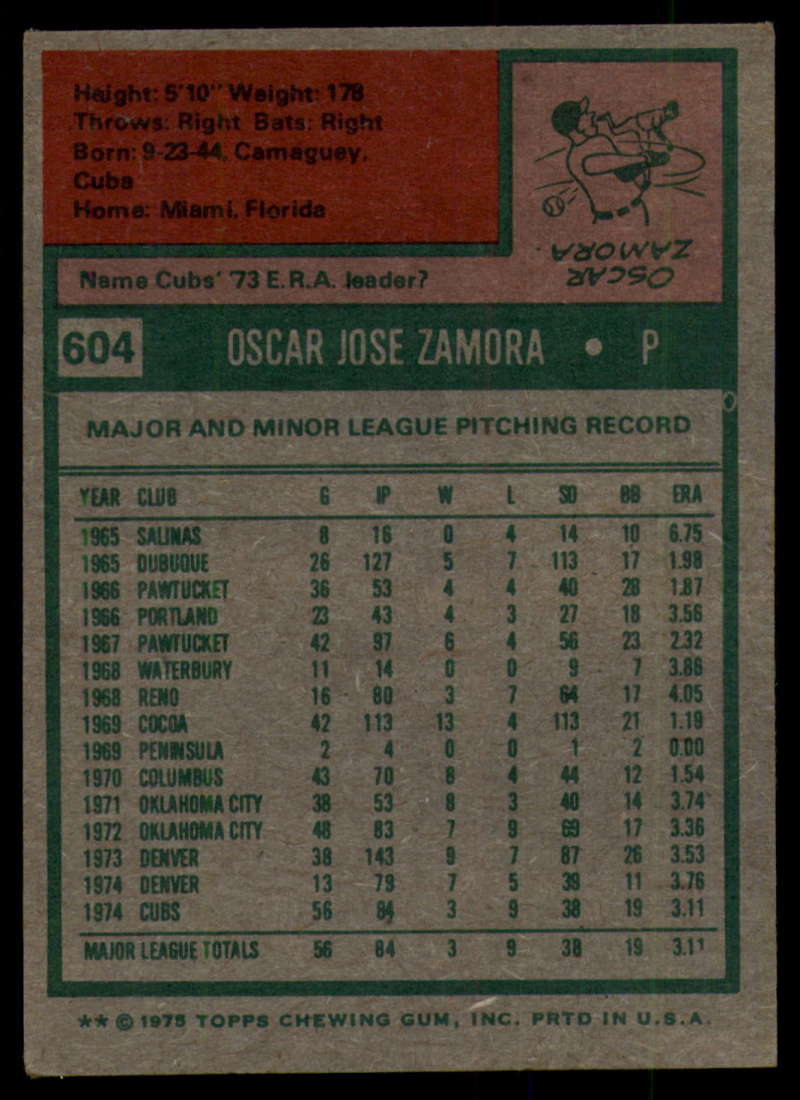 Height: 5'10" Weight: 178
Throws: Right Bats: Right
Born: 9-23-44, Camaguey,
Cuba
Home: Miami, Florida
Name Cubs' '73 E.R.A. leader?
OSCAR
ZAMORA
604 OSCAR JOSE ZAMORA • P
MAJOR AND MINOR LEAGUE PITCHING RECORD
YEAR CLUB G IP W L SO BB ERA
1965 SALINAS 8 16 0 4 14 10 6.75
1965 DUBUQUE 26 127 5 7 113 17 1.98
1966 PAWTUCKET 36 53 4 4 40 28 1.87
1966 PORTLAND 23 43 4 3 27 18 3.56
1967 PAWTUCKET 42 97 6 4 56 23 2.32
1968 WATERBURY 11 14 0 0 9 7 3.86
1968 RENO 16 80 3 7 64 17 4.05
1969 COCOA 42 113 13 4 113 21 1.19
1969 PENINSULA 2 4 0 0 1 2 0.00
1970 COLUMBUS 43 70 8 4 44 12 1.54
1971 OKLAHOMA CITY 38 53 8 3 40 14 3.74
1972 OKLAHOMA CITY 48 83 7 9 69 17 3.36
1973 DENVER 38 143 9 7 87 26 3.53
1974 DENVER 13 79 7 5 39 11 3.76
1974 CUBS 56 84 3 9 38 19 3.11
MAJOR LEAGUE TOTALS 56 84 3 9 38 19 3.11
** © 1975 TOPPS CHEWING GUM, INC. PRTD IN U.S.A.